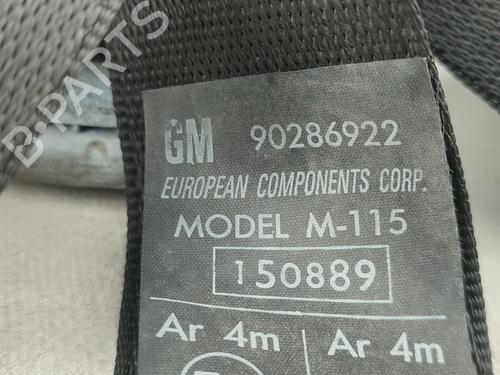 B-PARTS
GM 90286922
EUROPEAN COMPONENTS CORP.
MODEL M-115
150889
Ar 4m Ar 4m